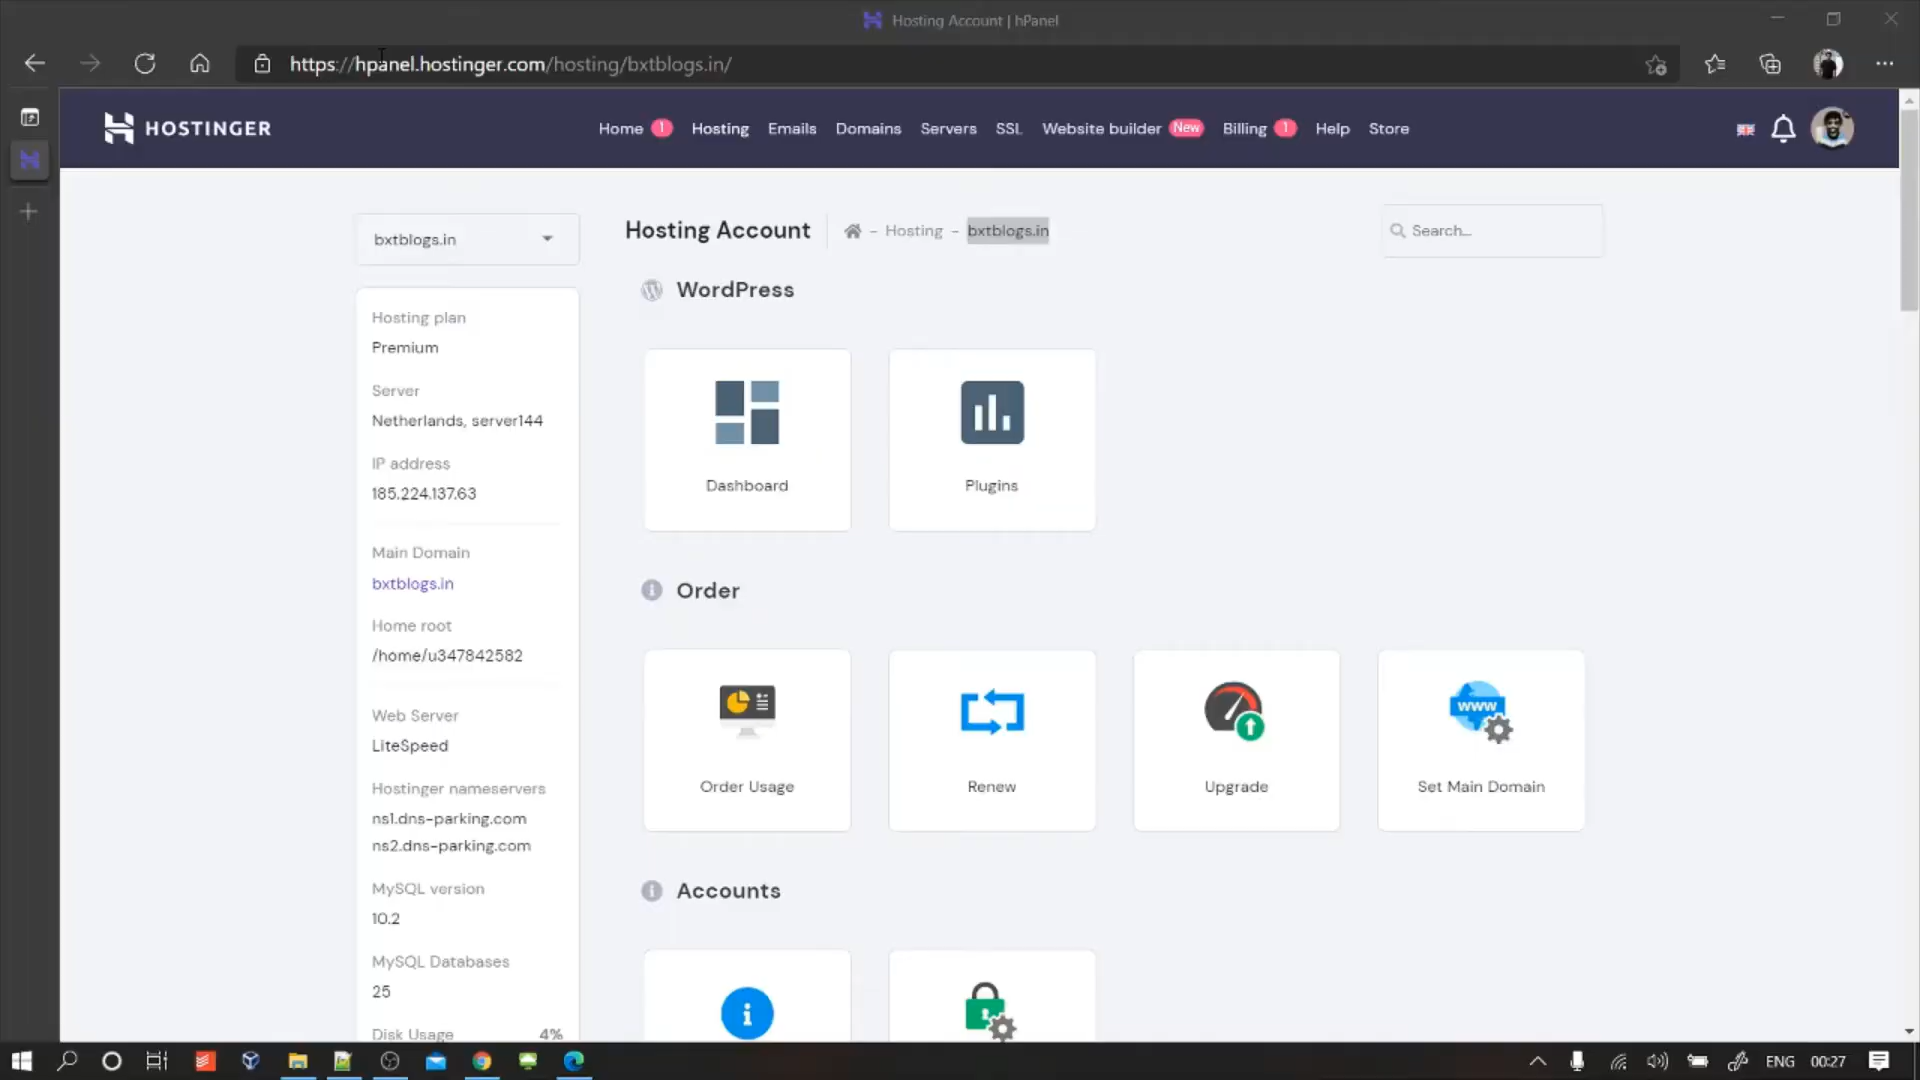 Hosting Account | hPanel
https://hpanel.hostinger.com/hosting/bxtblogs.in/
HOSTINGER
Home 1 Hosting Emails Domains Servers SSL Website builder New Billing 1 Help Store
bxtblogs.in
Hosting Account
- Hosting - bxtblogs.in
Search...
Hosting plan
Premium
Server
Netherlands, server144
IP address
185.224.137.63
Main Domain
bxtblogs.in
Home root
/home/u347842582
Web Server
LiteSpeed
Hostinger nameservers
ns1.dns-parking.com
ns2.dns-parking.com
MySQL version
10.2
MySQL Databases
25
Disk Usage 4%
WordPress
Dashboard
Plugins
Order
Order Usage
Renew
Upgrade
www
Set Main Domain
Accounts
ENG 00:27